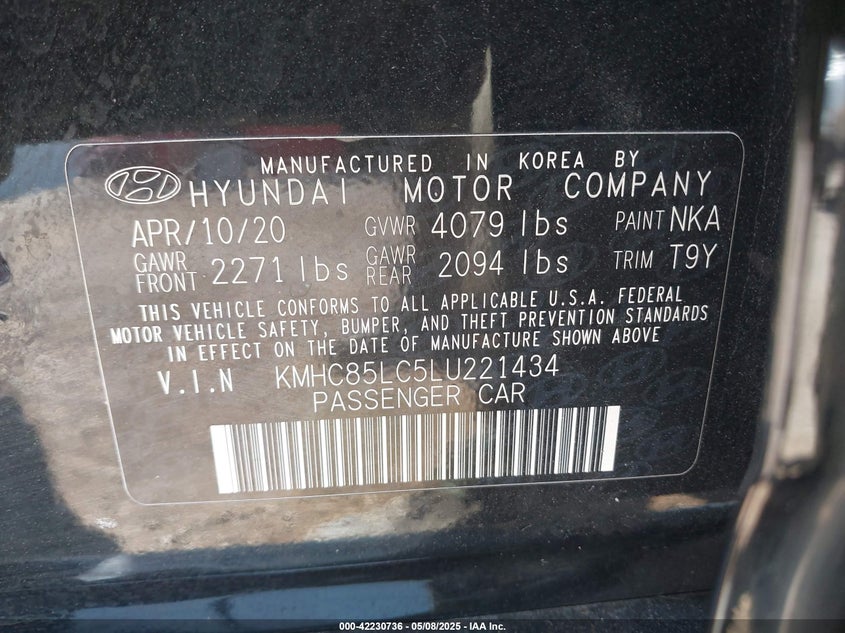 MANUFACTURED IN KOREA BY
HYUNDAI MOTOR COMPANY
APR/10/20 GVWR 4079 lbs PAINT NKA
GAWR FRONT 2271 lbs GAWR REAR 2094 lbs TRIM T9Y
THIS VEHICLE CONFORMS TO ALL APPLICABLE U.S.A. FEDERAL
MOTOR VEHICLE SAFETY, BUMPER, AND THEFT PREVENTION STANDARDS
IN EFFECT ON THE DATE OF MANUFACTURE SHOWN ABOVE
V.I.N KMHC85LC5LU221434
PASSENGER CAR
000-42230736 - 05/08/2025 - IAA Inc.